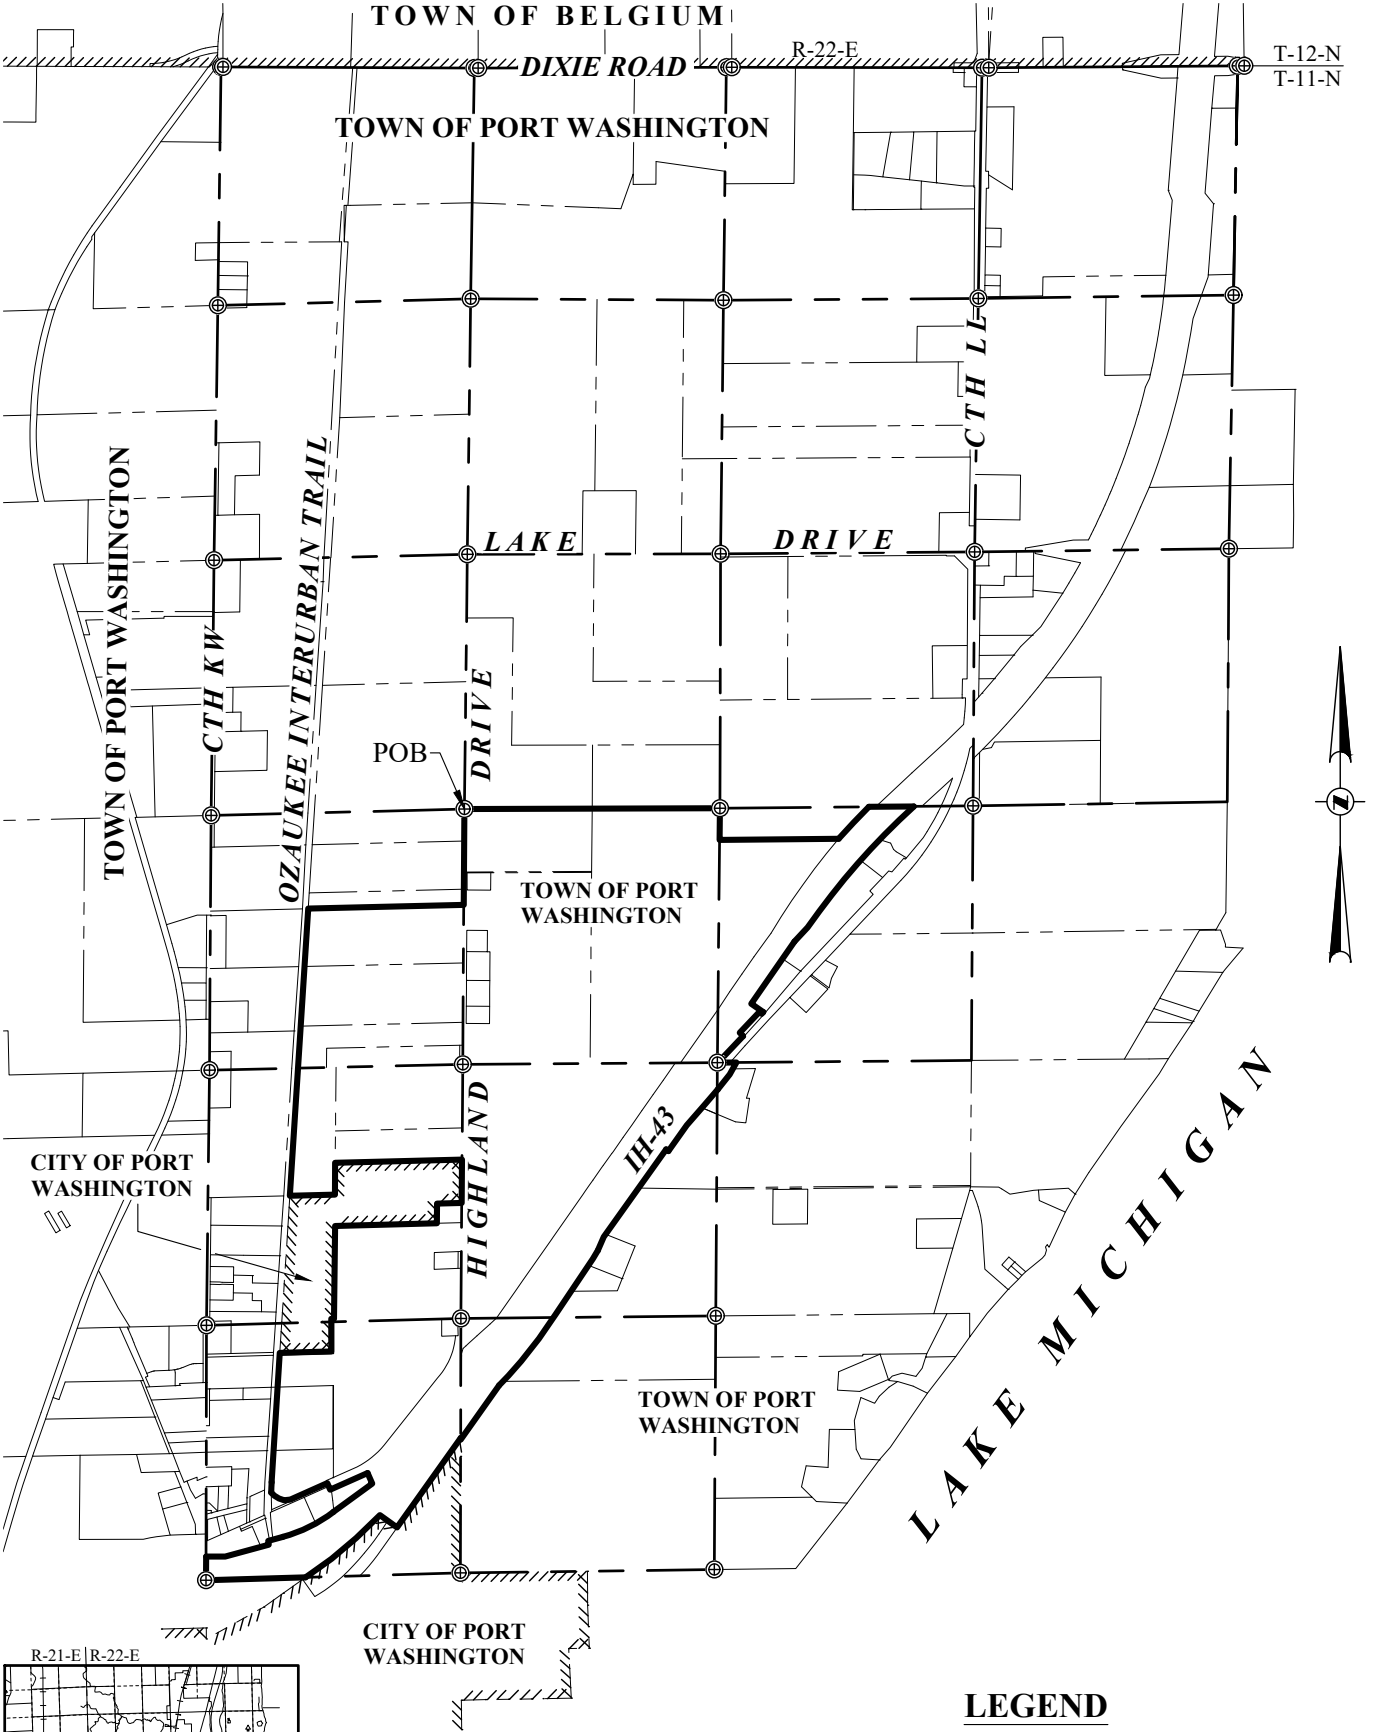 TOWN OF BELGIUM
R-22-E
T-12-N
DIXIE ROAD
T-11-N
TOWN OF PORT WASHINGTON
CTH LL
TOWN OF PORT WASHINGTON
OZAUKEE INTERURBAN TRAIL
LAKE DRIVE
CTH KW
DRIVE
POB
Z
TOWN OF PORT
WASHINGTON
HIGHLAND
IH-43
CITY OF PORT
WASHINGTON
LAKE MICHIGAN
TOWN OF PORT
WASHINGTON
CITY OF PORT
WASHINGTON
R-21-E R-22-E
LEGEND